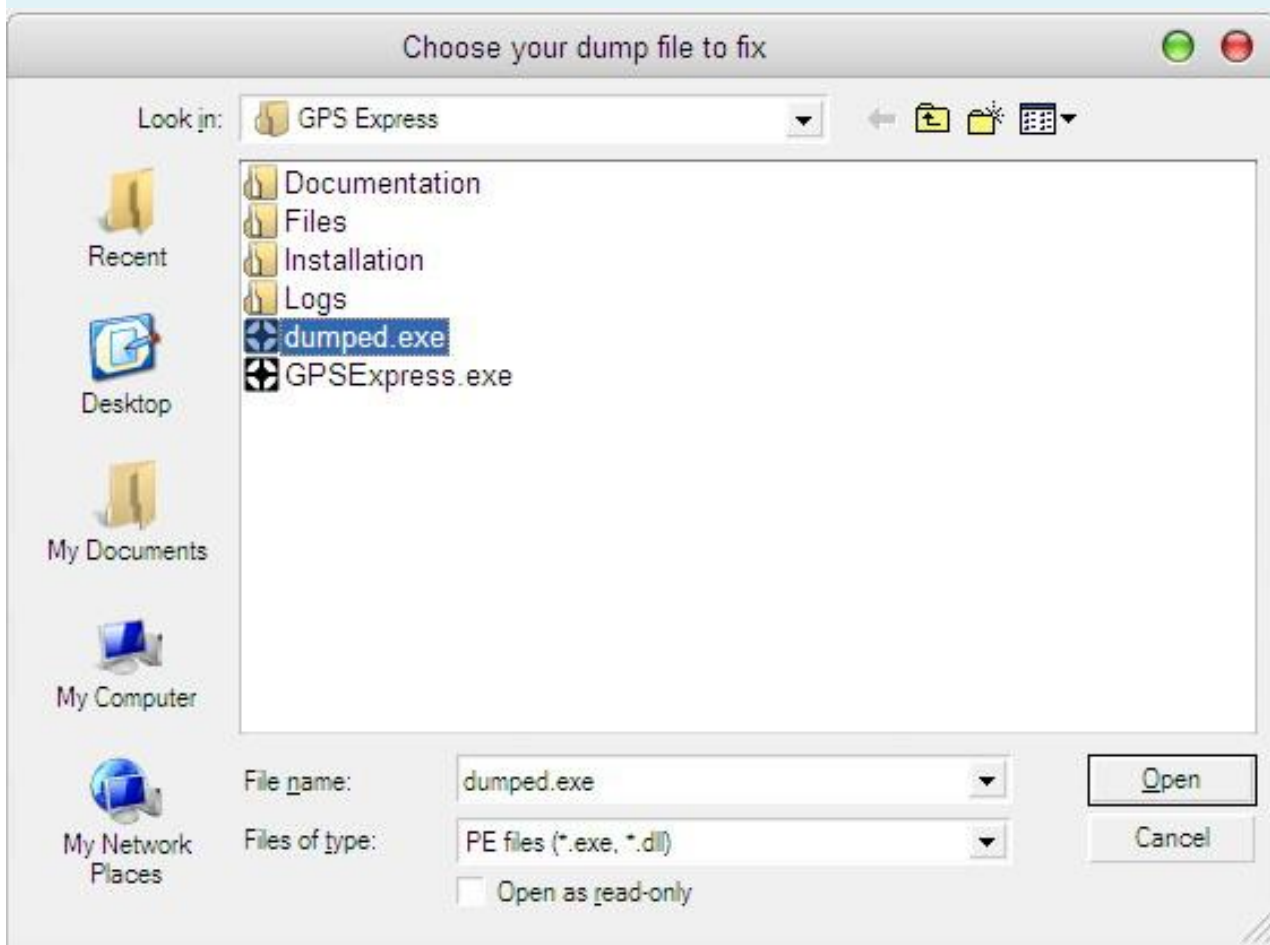 Choose your dump file to fix
Look in:
GPS Express
Recent
Desktop
My Documents
My Computer
My Network
Places
Documentation
Files
Installation
Logs
dumped.exe
GPSExpress.exe
File name:
dumped.exe
Open
Files of type:
PE files (*.exe, *.dll)
Cancel
Open as read-only